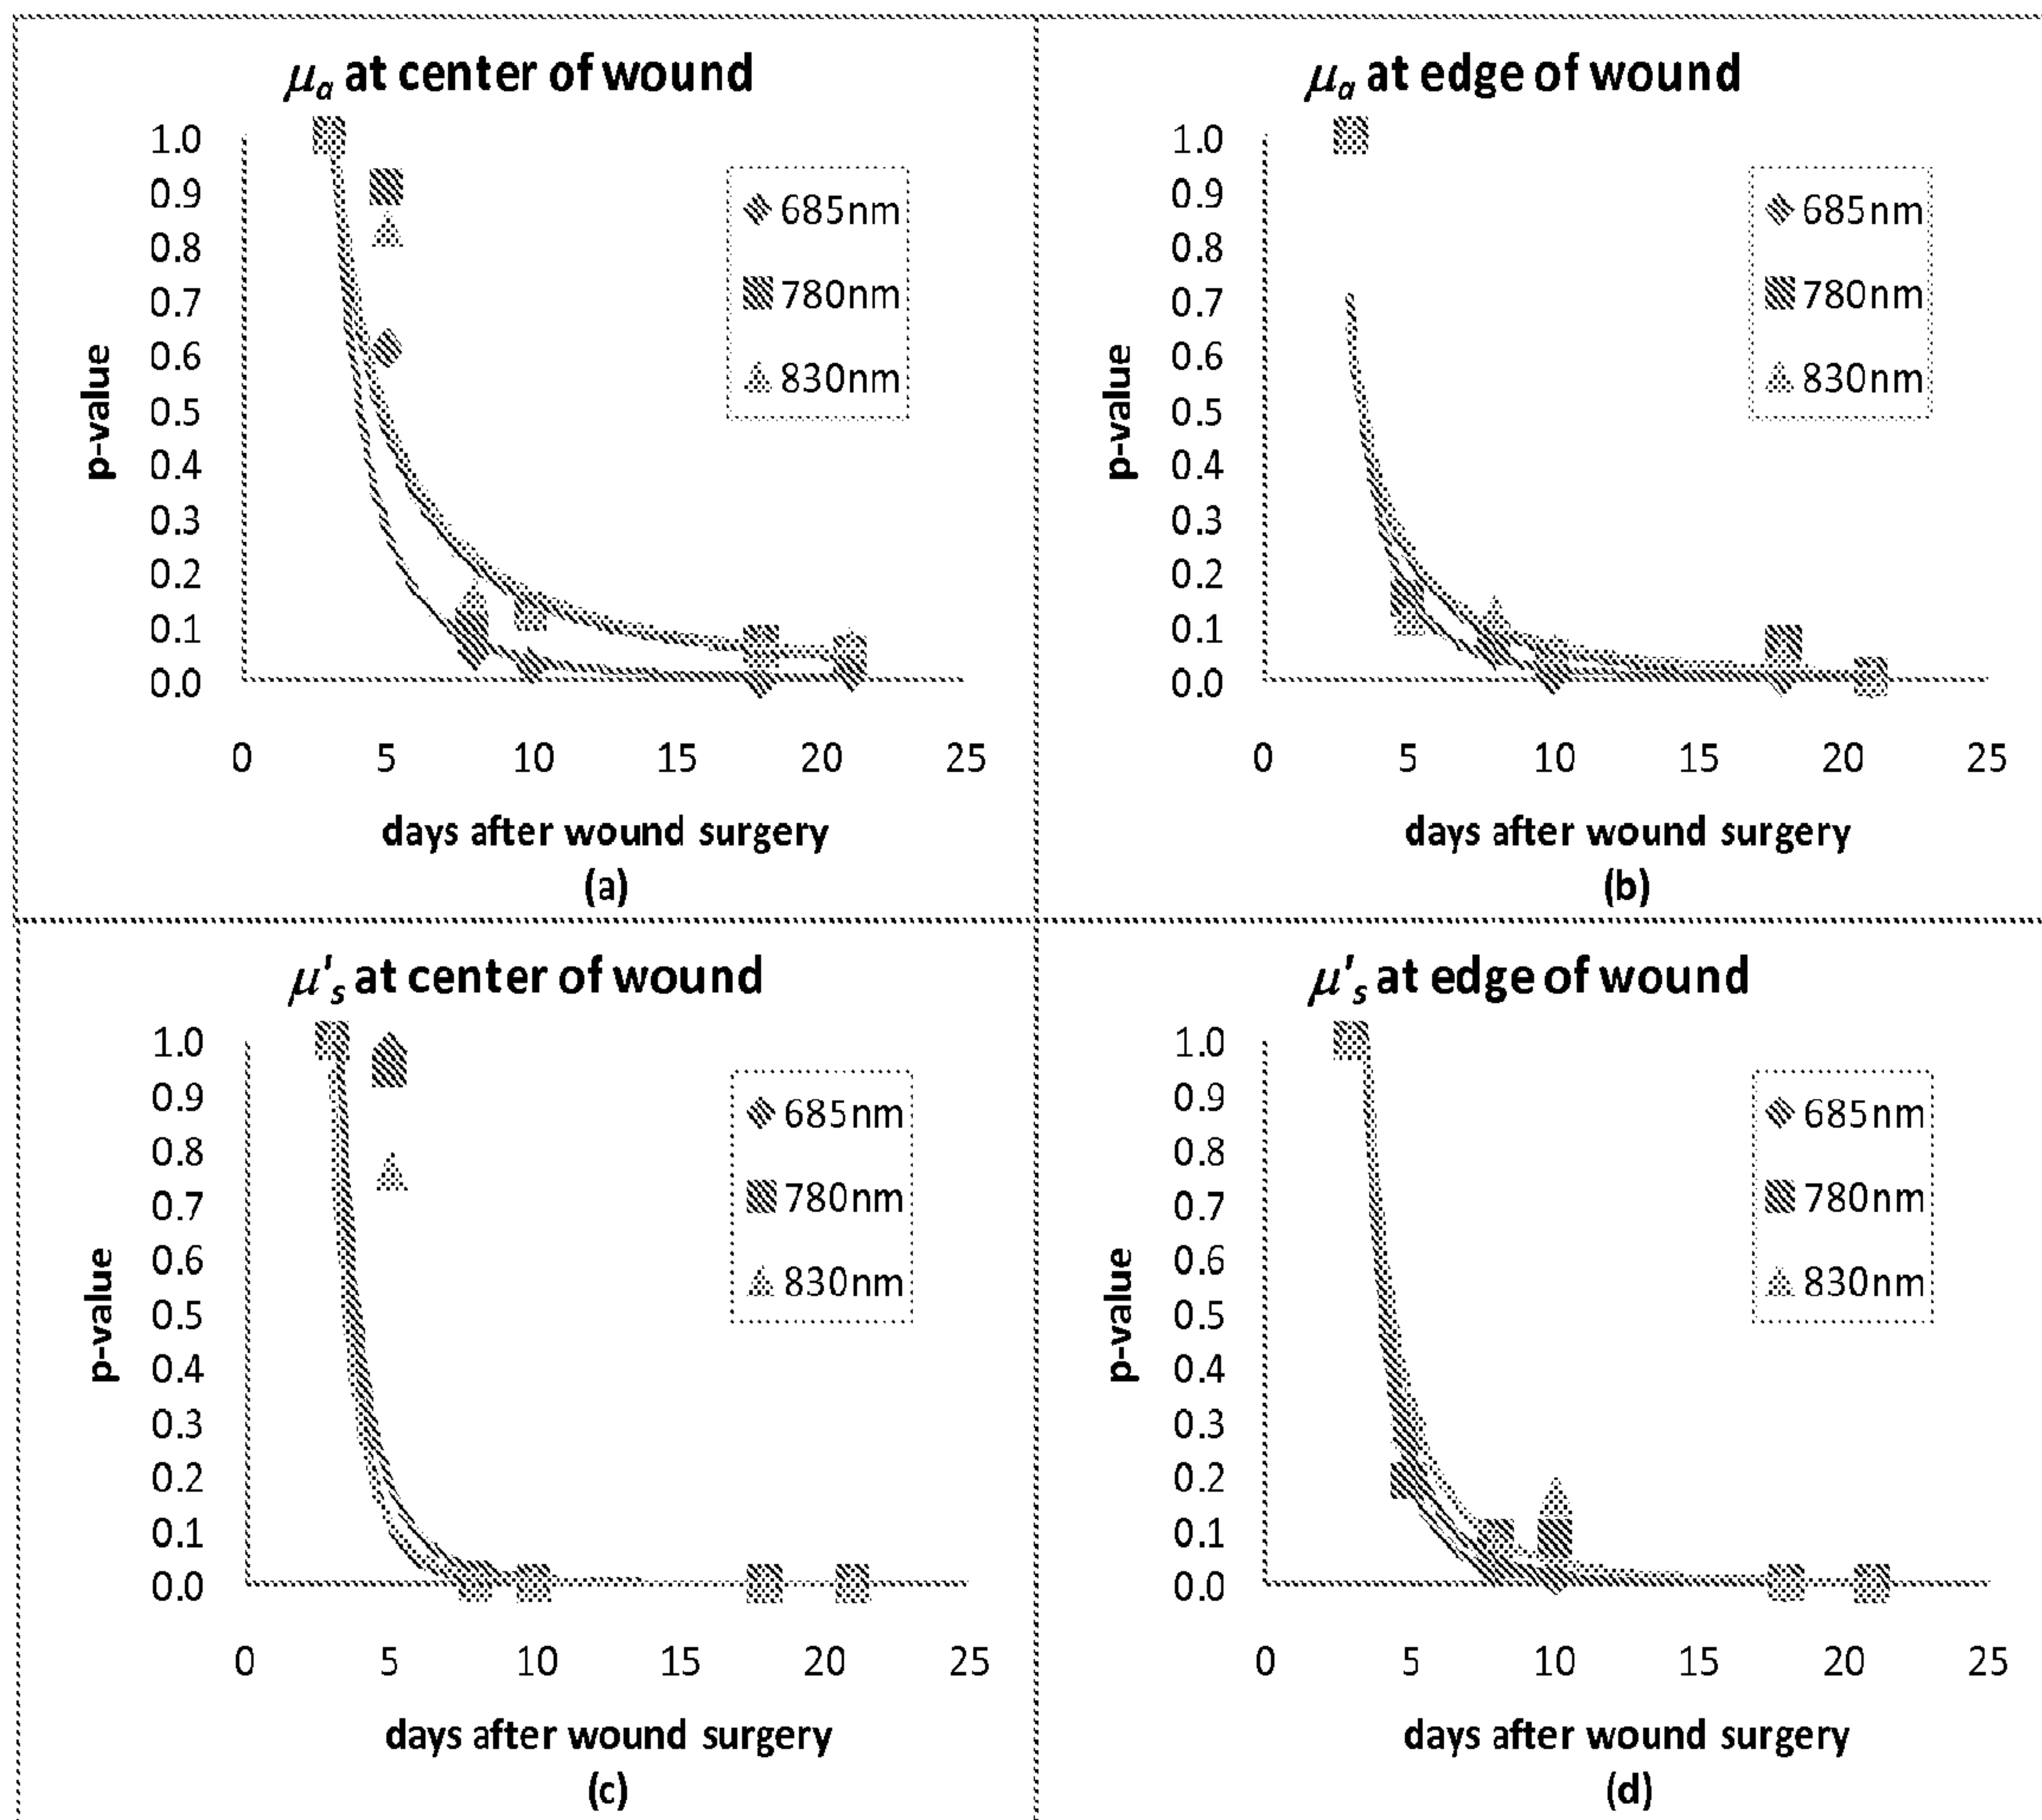 μa at center of wound
1.0
0.9
0.8
0.7
0.6
0.5
0.4
0.3
0.2
0.1
0.0
p-value
685nm
780nm
830nm
0 5 10 15 20 25
days after wound surgery
(a)
μa at edge of wound
1.0
0.9
0.8
0.7
0.6
0.5
0.4
0.3
0.2
0.1
0.0
p-value
685nm
780nm
830nm
0 5 10 15 20 25
days after wound surgery
(b)
μ's at center of wound
1.0
0.9
0.8
0.7
0.6
0.5
0.4
0.3
0.2
0.1
0.0
p-value
685nm
780nm
830nm
0 5 10 15 20 25
days after wound surgery
(c)
μ's at edge of wound
1.0
0.9
0.8
0.7
0.6
0.5
0.4
0.3
0.2
0.1
0.0
p-value
685nm
780nm
830nm
0 5 10 15 20 25
days after wound surgery
(d)